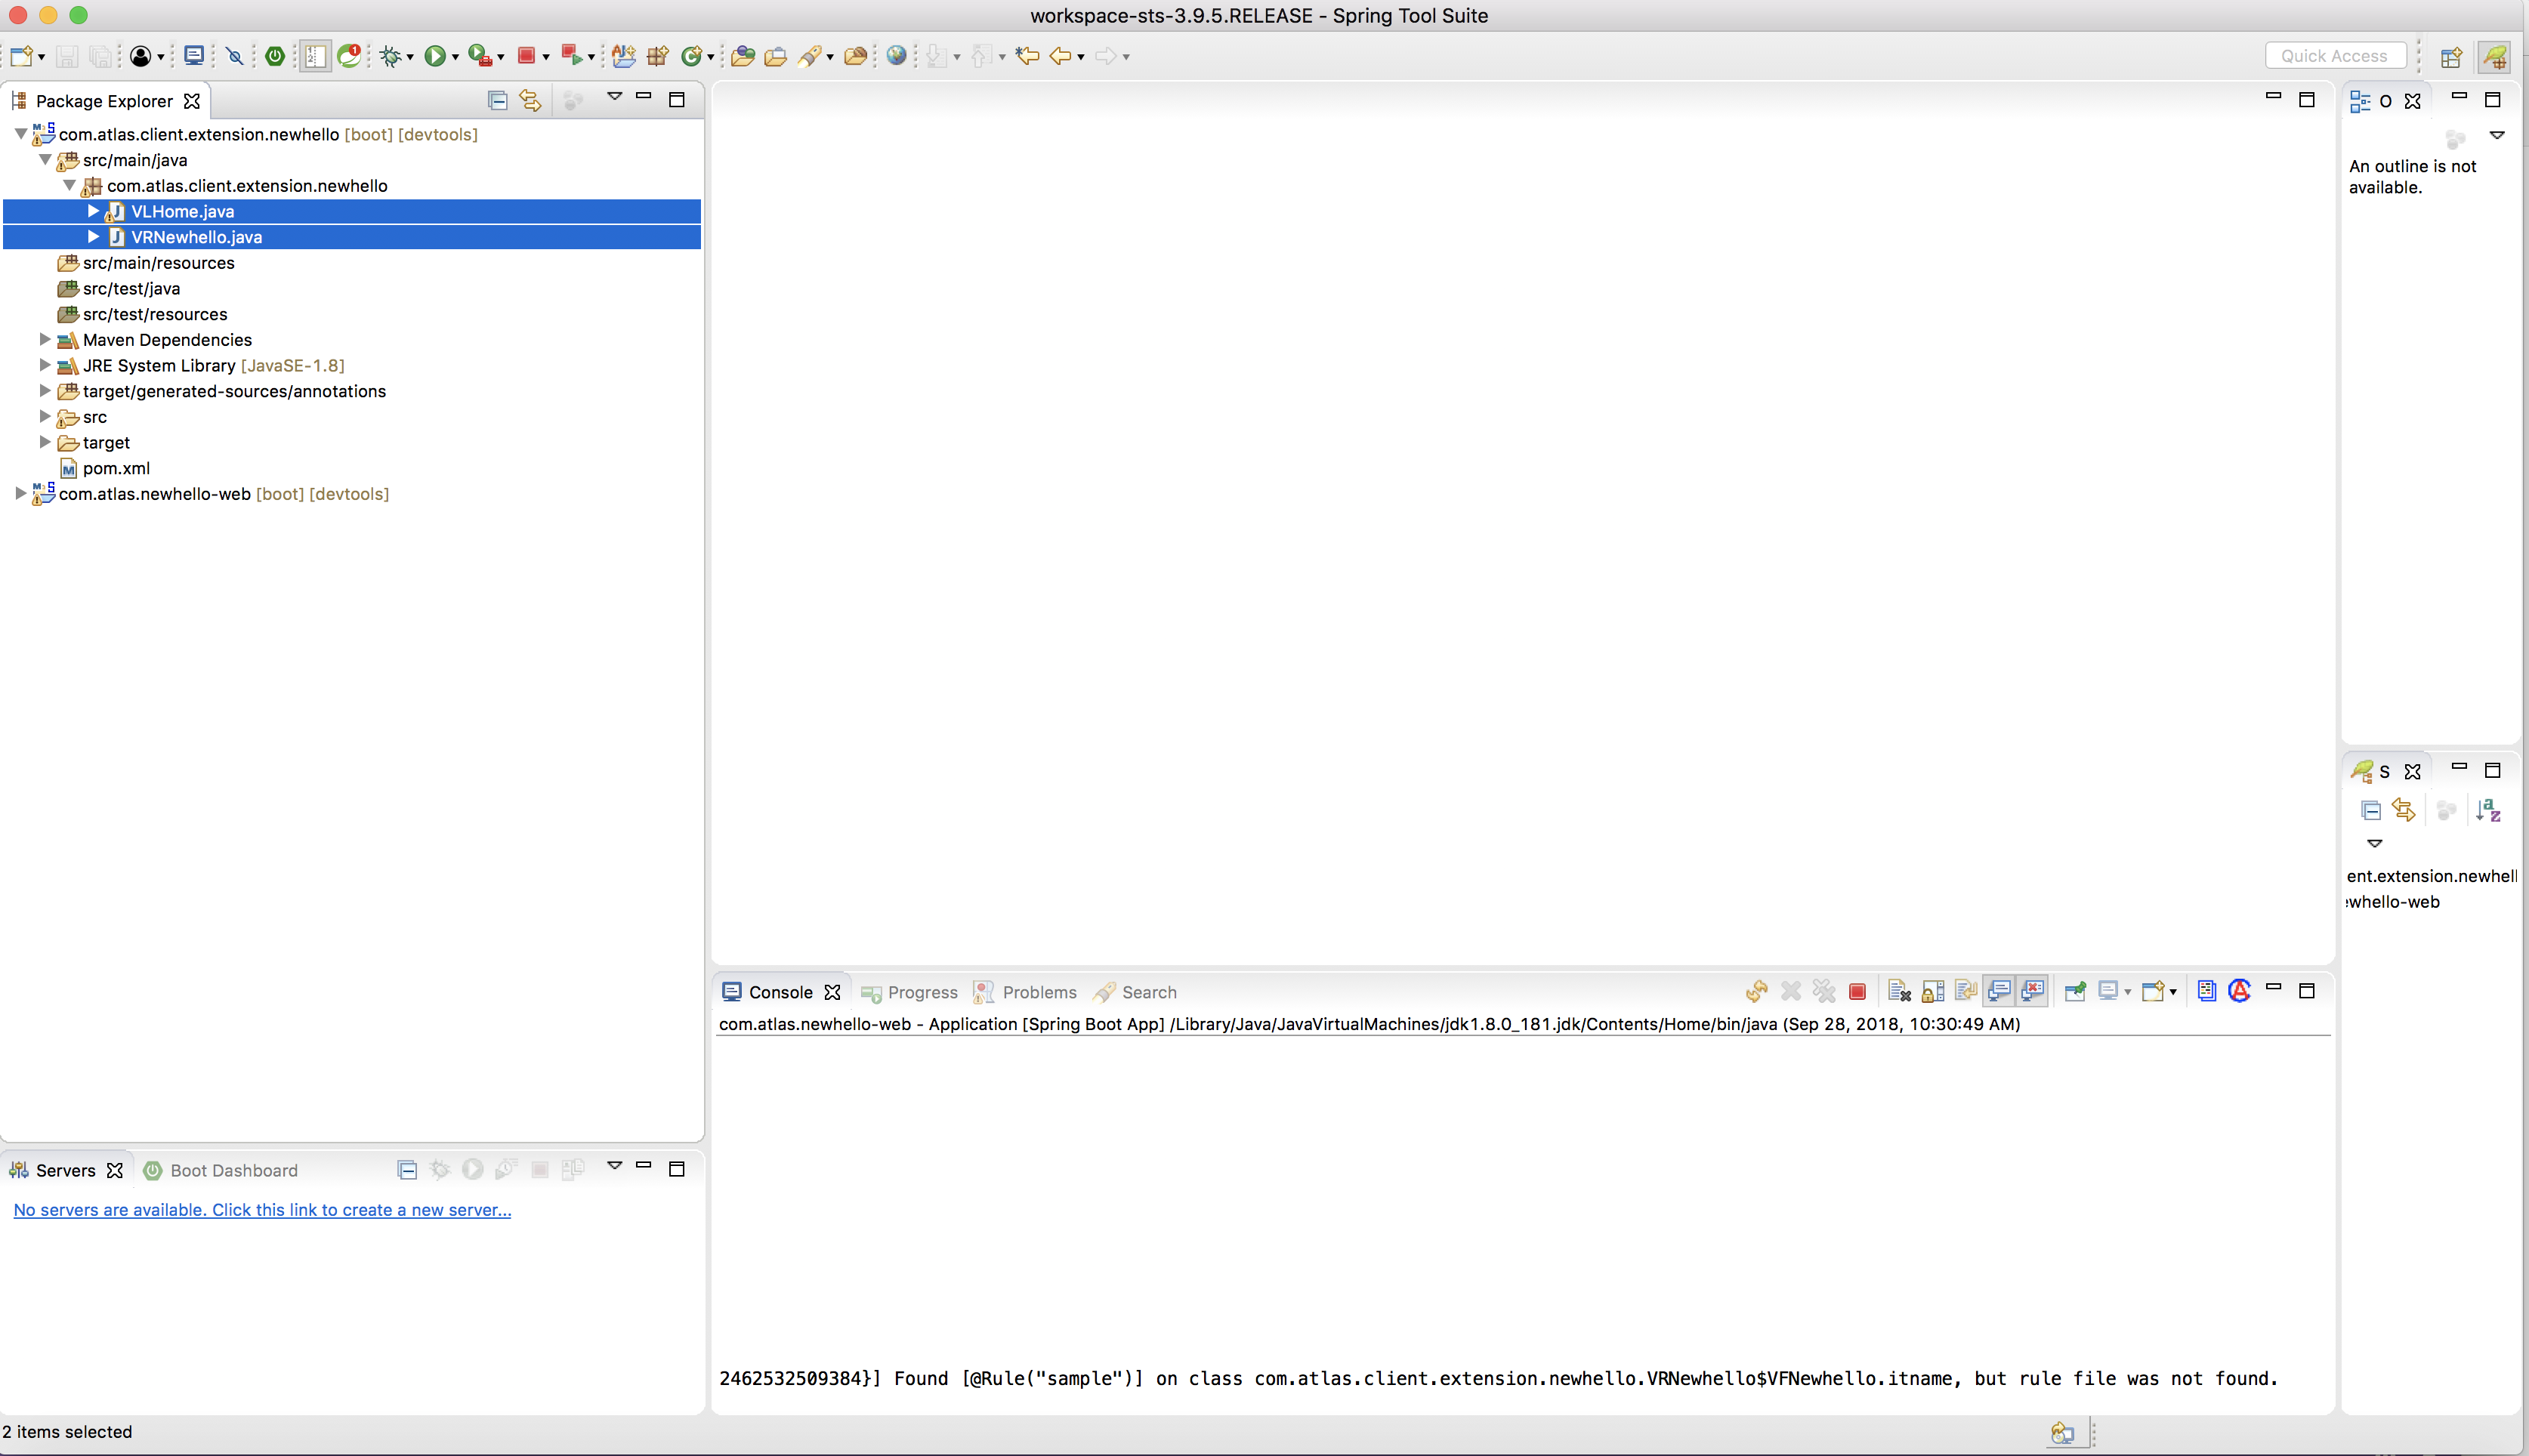 workspace-sts-3.9.5.RELEASE - Spring Tool Suite
Quick Access
Package Explorer
com.atlas.client.extension.newhello [boot] [devtools]
src/main/java
com.atlas.client.extension.newhello
VLHome.java
VRNewhello.java
src/main/resources
src/test/java
src/test/resources
Maven Dependencies
JRE System Library [JavaSE-1.8]
target/generated-sources/annotations
src
target
pom.xml
com.atlas.newhello-web [boot] [devtools]
O
An outline is not
available.
S
ent.extension.newhell
whello-web
Console Progress Problems Search
com.atlas.newhello-web - Application [Spring Boot App] /Library/Java/JavaVirtualMachines/jdk1.8.0_181.jdk/Contents/Home/bin/java (Sep 28, 2018, 10:30:49 AM)
2462532509384}] Found [@Rule("sample")] on class com.atlas.client.extension.newhello.VRNewhello$VFNewhello.itname, but rule file was not found.
Servers Boot Dashboard
No servers are available. Click this link to create a new server...
2 items selected